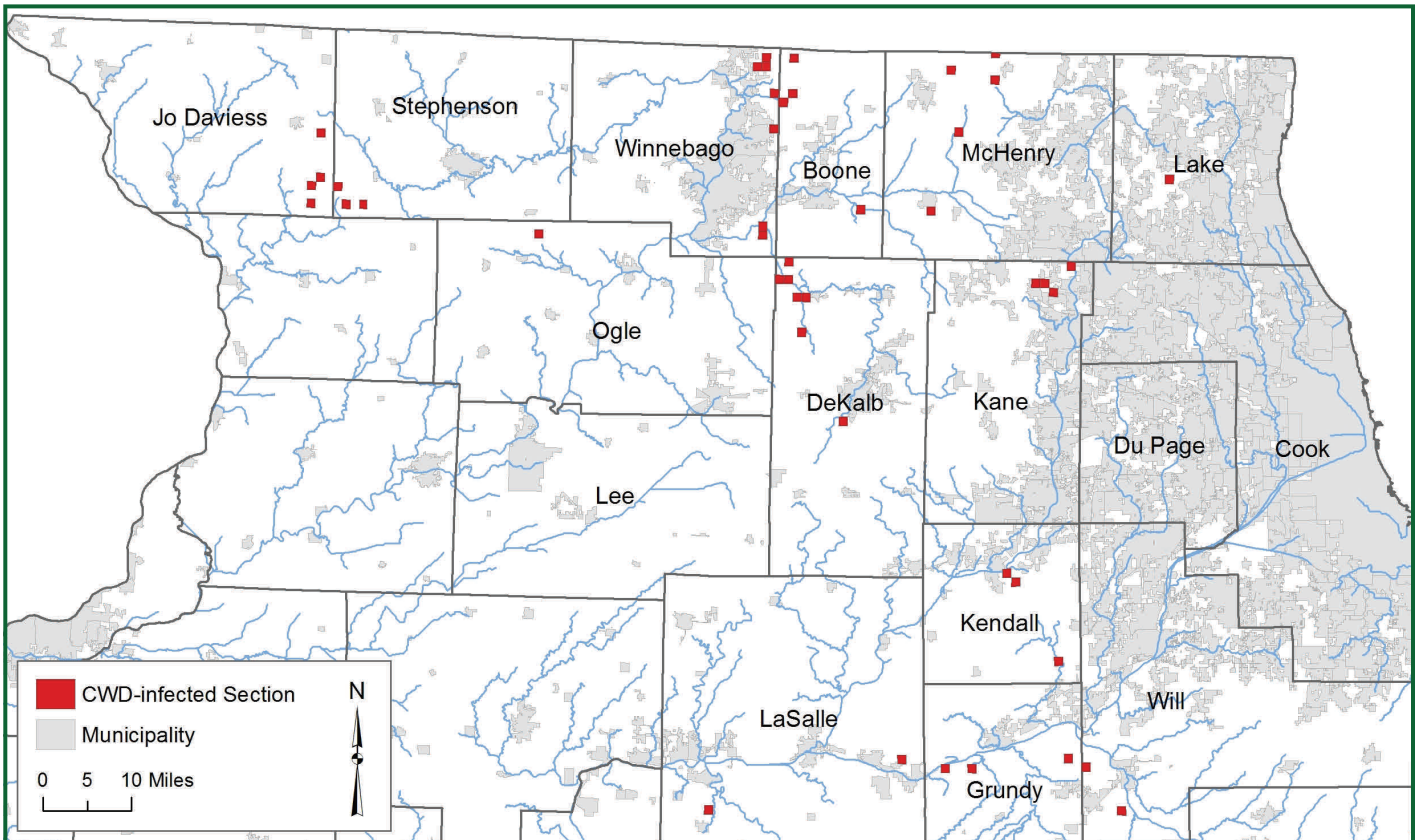 Jo Daviess
Stephenson
Winnebago
Boone
McHenry
Lake
Ogle
DeKalb
Kane
Du Page
Cook
Lee
Kendall
LaSalle
Will
Grundy
CWD-infected Section
Municipality
N
0 5 10 Miles